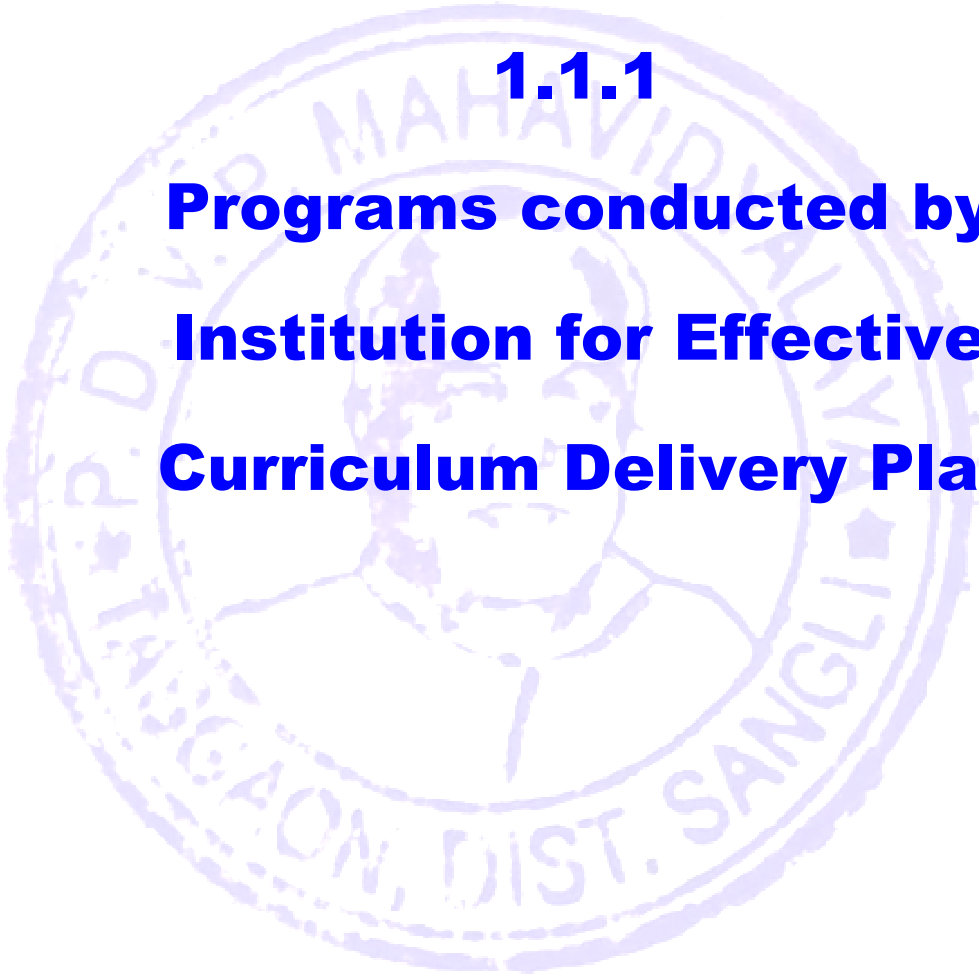 1.1.1
Programs conducted by
Institution for Effective
Curriculum Delivery Pla
P. D. V. P. MAHAVIDYALAYA
TASGAON, DIST. SANGLI